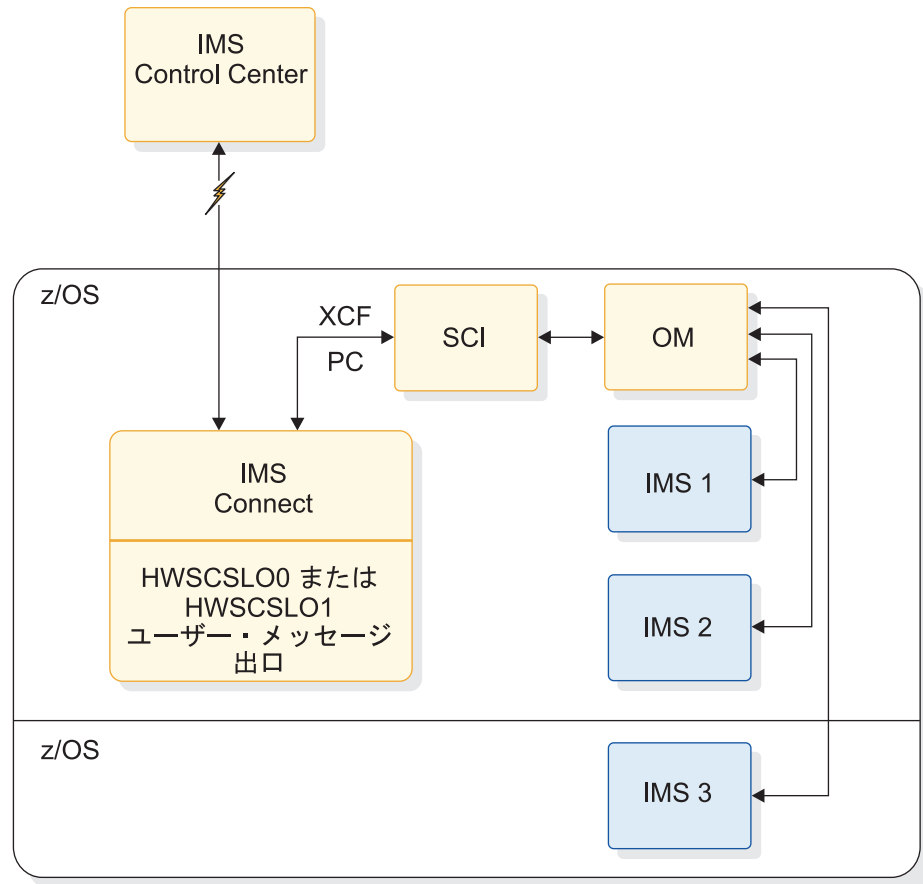 IMS
Control Center
z/OS
XCF
PC
SCI
OM
IMS
Connect
HWSCSLO0 または
HWSCSLO1
ユーザー・メッセージ
出口
IMS 1
IMS 2
z/OS
IMS 3